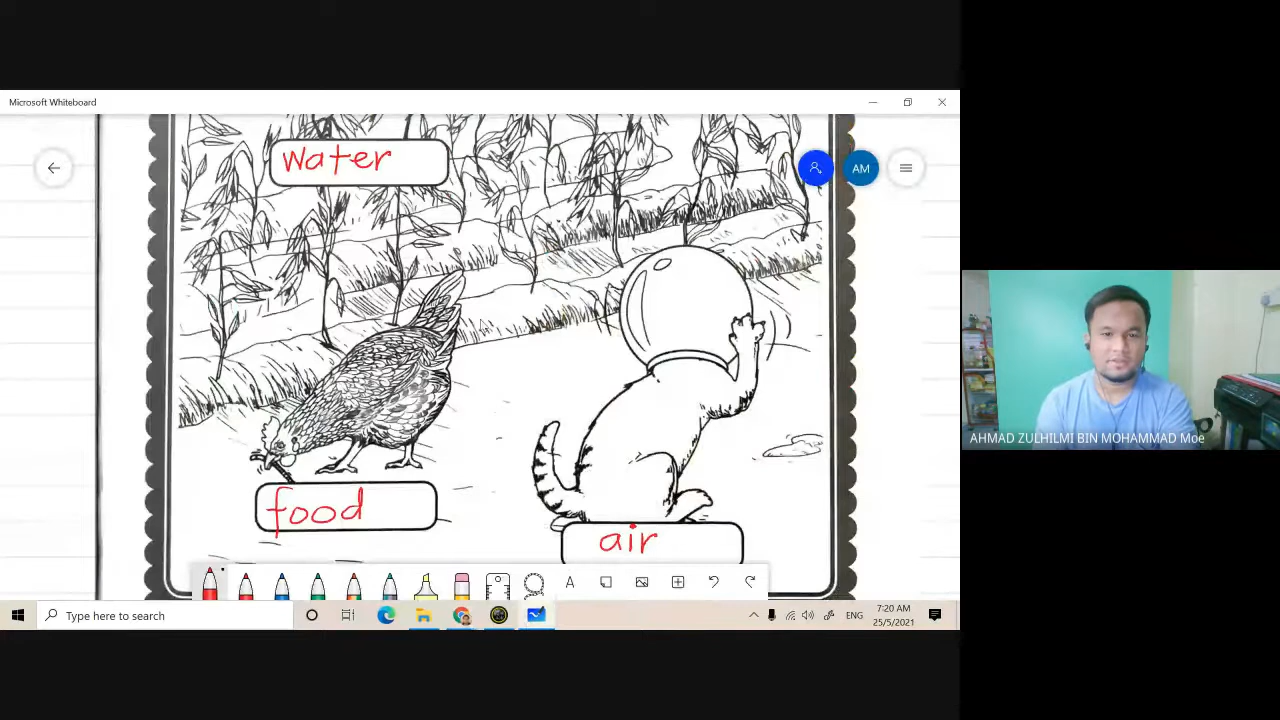 Microsoft Whiteboard
water
AM
AHMAD ZULHILMI BIN MOHAMMAD Moe
food
air
A
Type here to search
ENG
7:20 AM
25/5/2021